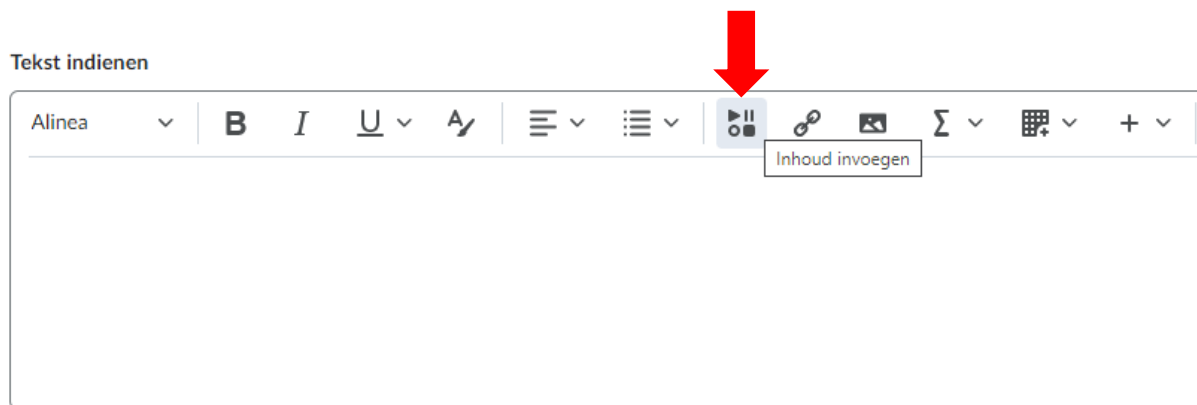 Tekst indienen
Alinea B I U A Σ +
Inhoud invoegen